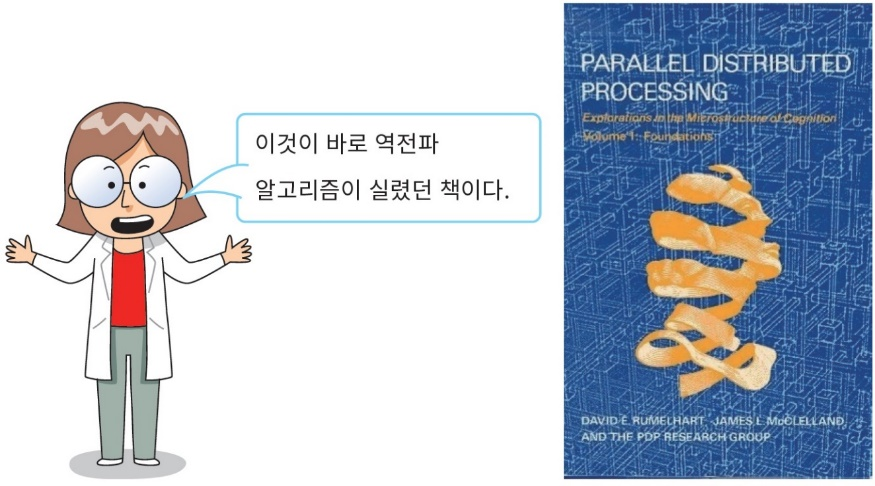 이것이 바로 역전파
알고리즘이 실렸던 책이다.
PARALLEL DISTRIBUTED
PROCESSING
Explorations in the Microstructure of Cognition
Volume 1: Foundations
DAVID E. RUMELHART JAMES L. McCLELLAND,
AND THE PDP RESEARCH GROUP